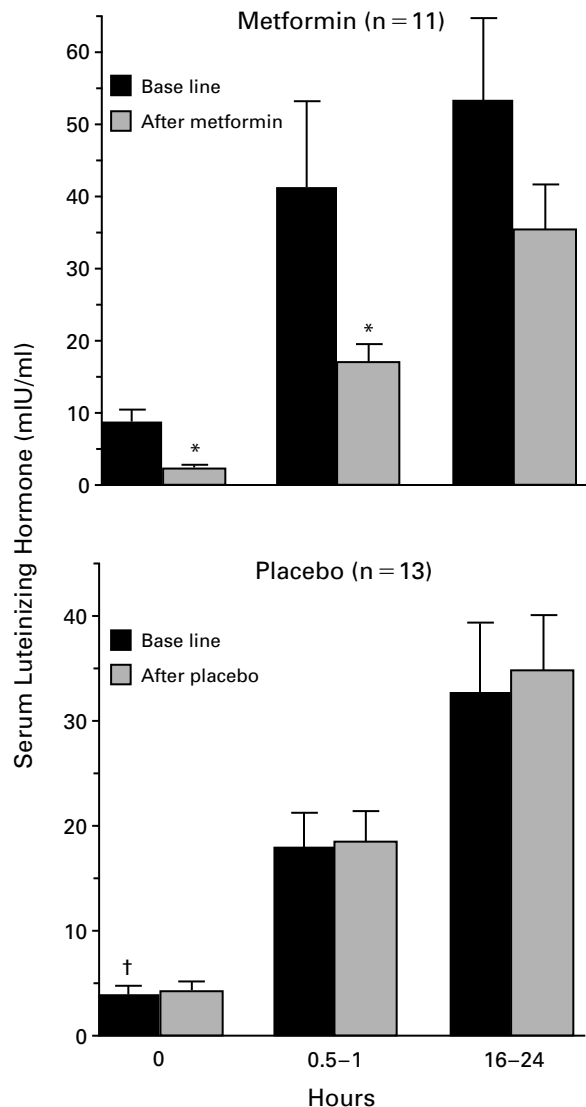 Metformin (n = 11)
60
Base line
After metformin
50
40
30
*
20
10
*
0
Serum Luteinizing Hormone (mIU/ml)
Placebo (n = 13)
Base line
After placebo
40
30
20
10
†
0
0 0.5–1 16–24
Hours